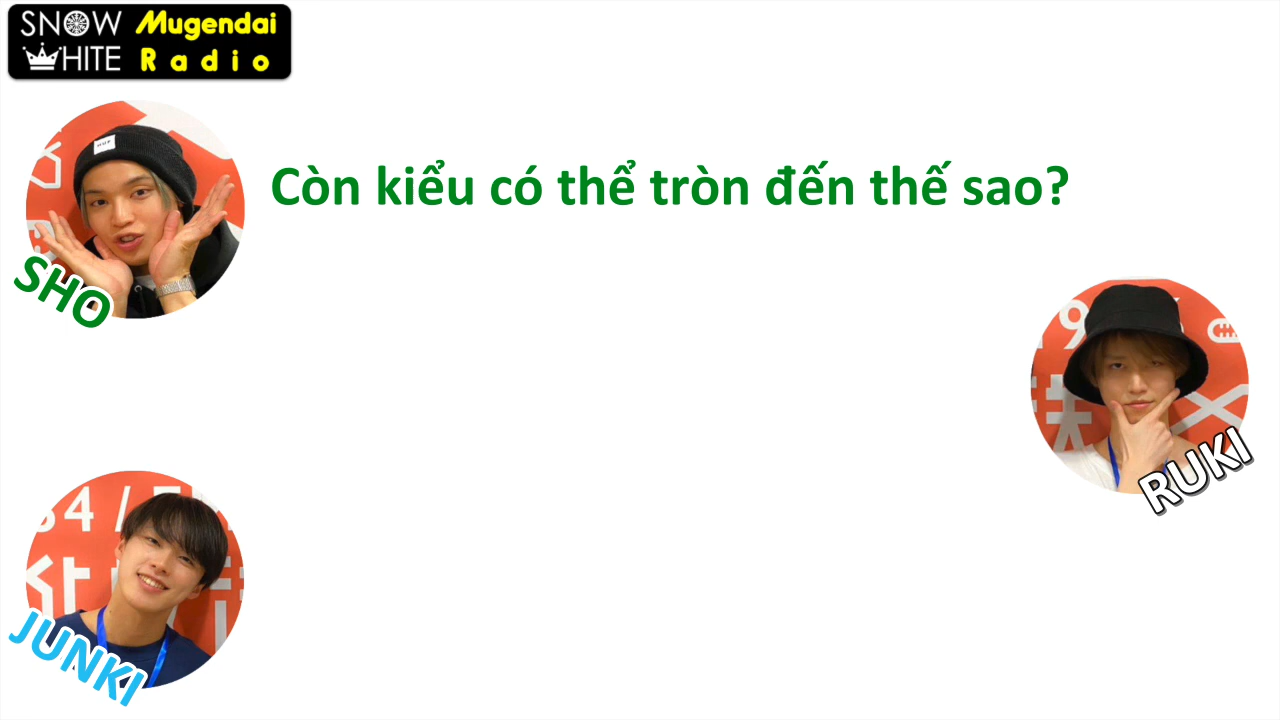 SNOW WHITE
Mugendai Radio
Còn kiểu có thể tròn đến thế sao?
SHO
RUKI
JUNKI